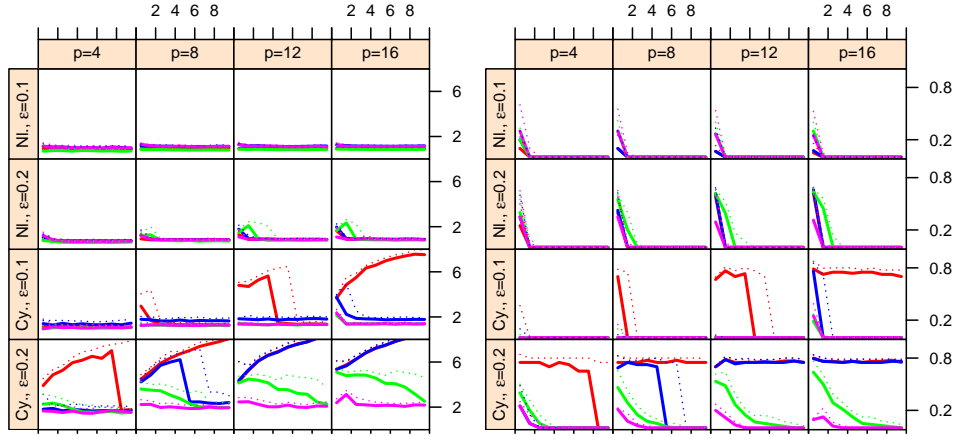 2 4 6 8 2 4 6 8
p=4 p=8 p=12 p=16 p=4 p=8 p=12 p=16
Nl., ε=0.1 6 2 Nl., ε=0.1 0.8 0.2
Nl., ε=0.2 6 2 Nl., ε=0.2 0.8 0.2
Cy., ε=0.1 6 2 Cy., ε=0.1 0.8 0.2
Cy., ε=0.2 6 2 Cy., ε=0.2 0.8 0.2
2 4 6 8 2 4 6 8